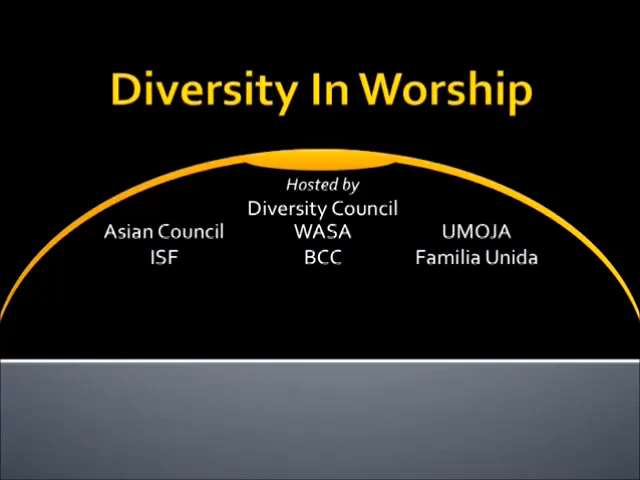 Diversity In Worship
Hosted by
Diversity Council
Asian Council WASA UMOJA
ISF BCC Familia Unida